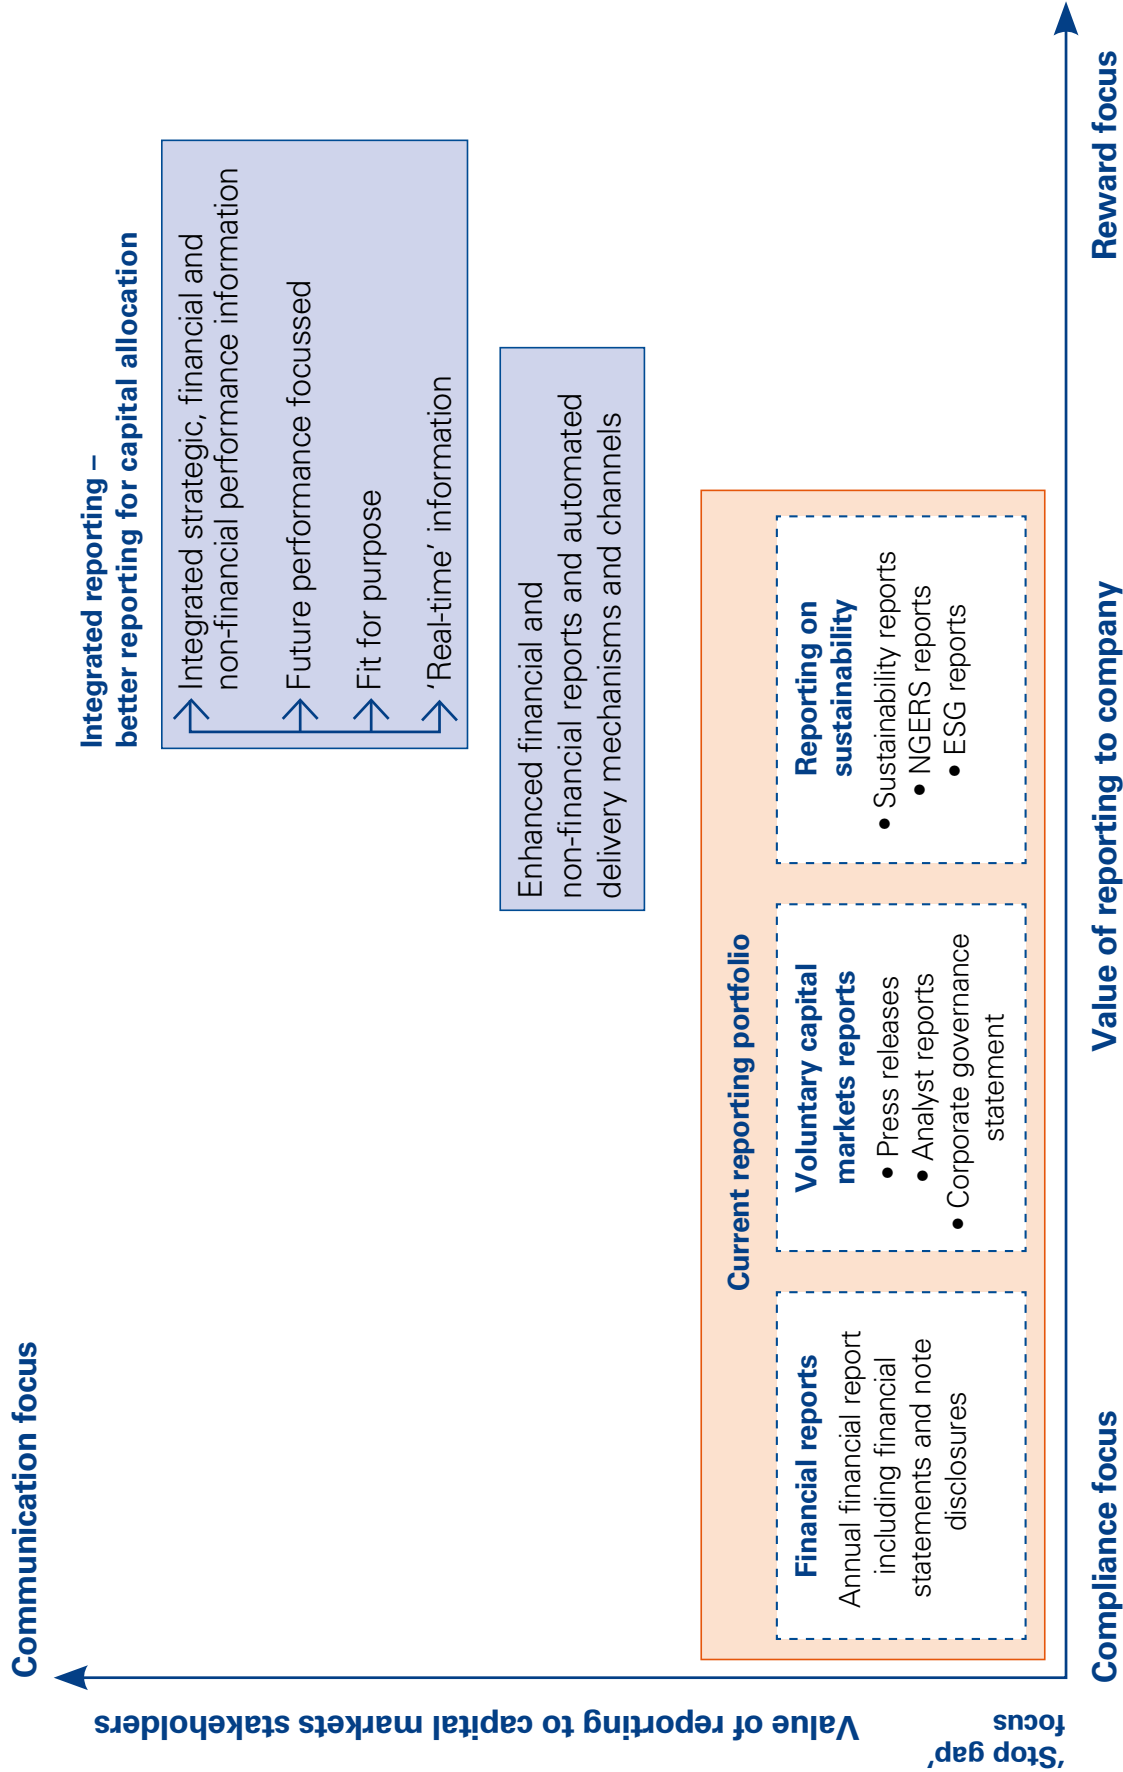 Communication focus
Integrated reporting –
better reporting for capital allocation
Integrated strategic, financial and
non-financial performance information
Future performance focussed
Fit for purpose
‘Real-time’ information
Enhanced financial and
non-financial reports and automated
delivery mechanisms and channels
Current reporting portfolio
Financial reports
Annual financial report
including financial
statements and note
disclosures
Voluntary capital
markets reports
• Press releases
• Analyst reports
• Corporate governance
statement
Reporting on
sustainability
• Sustainability reports
• NGERS reports
• ESG reports
Value of reporting to capital markets stakeholders
‘Stop gap’
focus
Compliance focus
Value of reporting to company
Reward focus